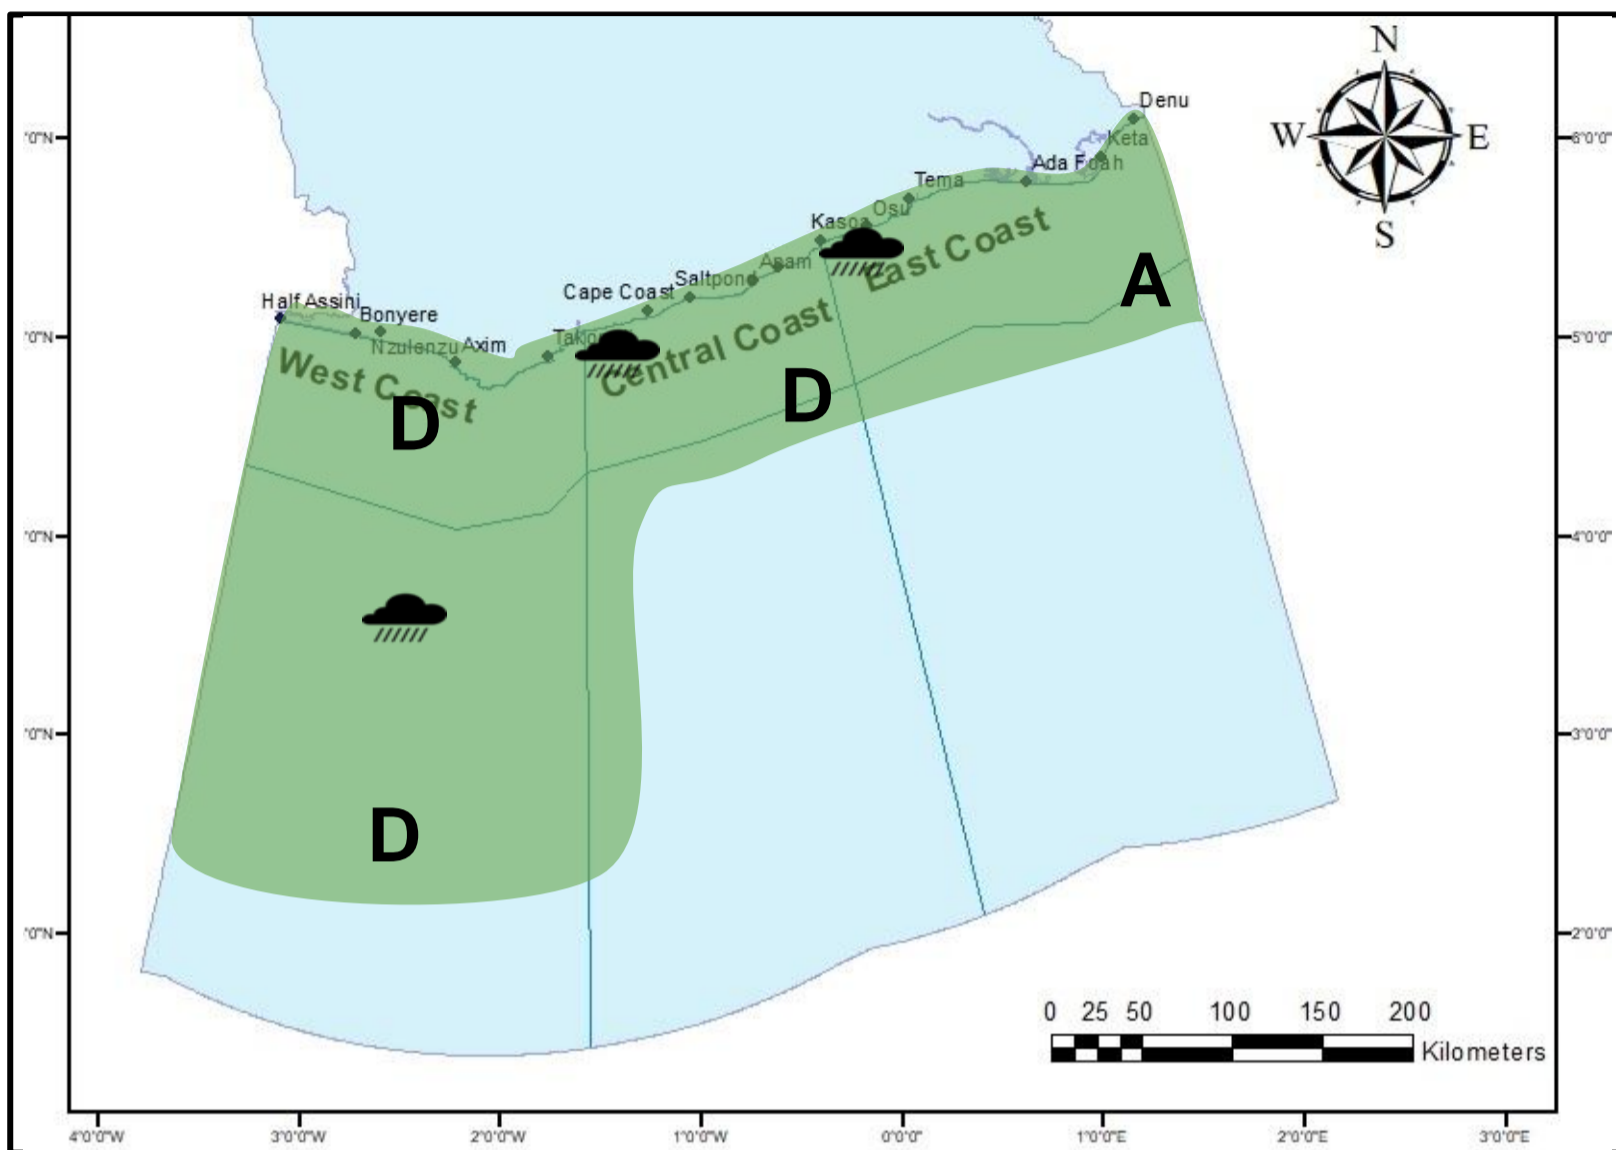 N
W E
S
Denu
Keta
Ada Foah
Tema
Osu
Kasoa
East Coast
A
Apam
Saltpond
Cape Coast
Central Coast
D
Half Assini
Bonyere
Nzulenzu
Axim
West Coast
D
D
6°0'0"
5°0'0"
4°0'0"
3°0'0"
2°0'0"
0 25 50 100 150 200
Kilometers
4°0'0"W 3°0'0"W 2°0'0"W 1°0'0"W 0°0'0" 1°0'0"E 2°0'0"E 3°0'0"E